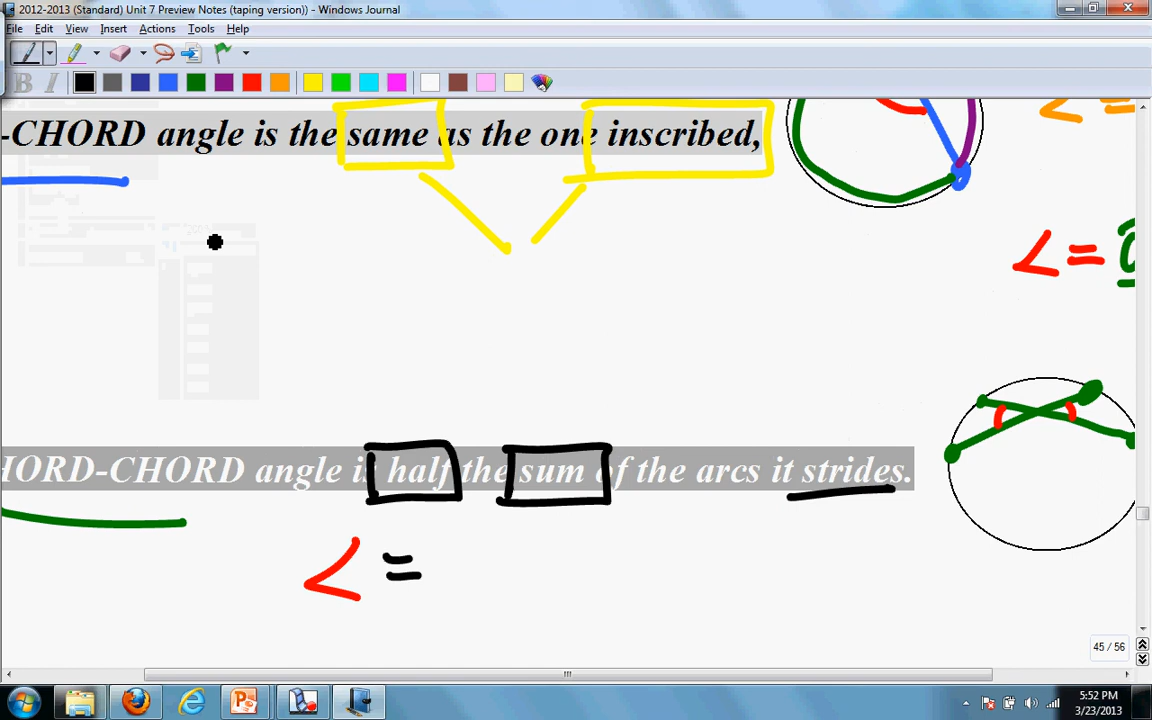 2012-2013 (Standard) Unit 7 Preview Notes (taping version)) - Windows Journal
File Edit View Insert Actions Tools Help
B I
-CHORD angle is the same as the one inscribed,
∠ =
HORD-CHORD angle is half the sum of the arcs it strides.
∠ =
45 / 56
5:52 PM
3/23/2013